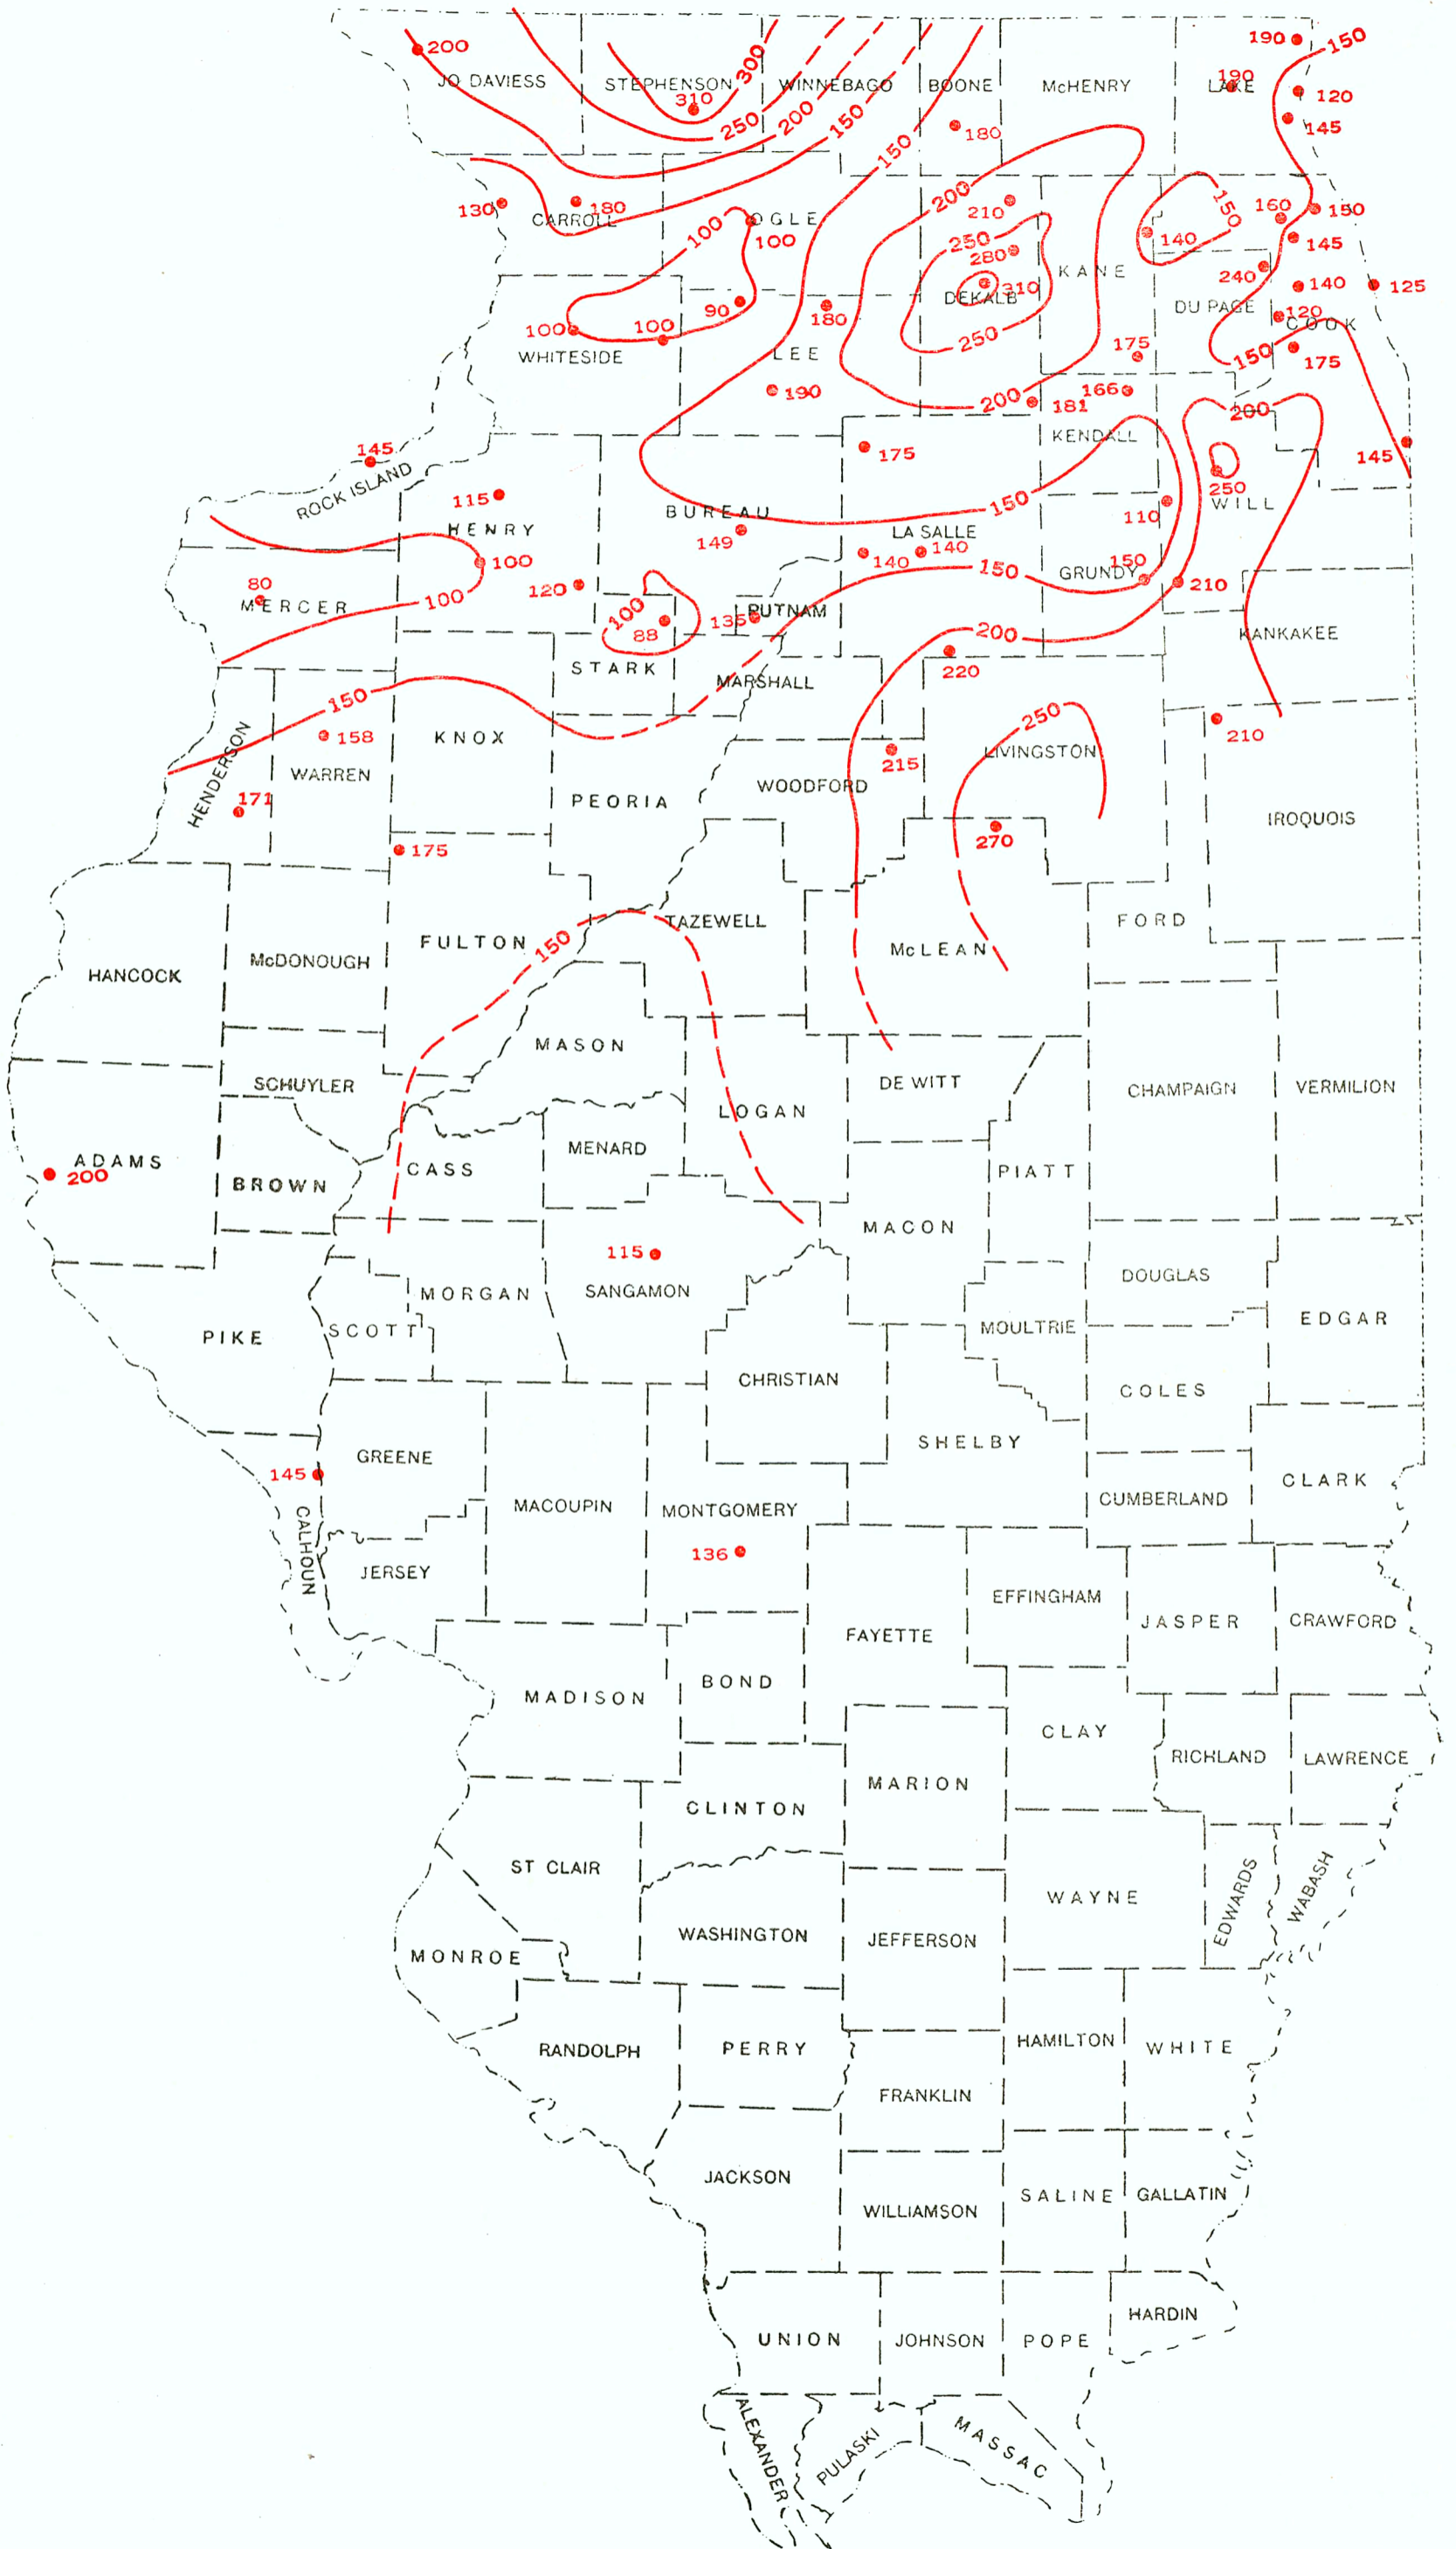 190 150
200 JO DAVIESS STEPHENSON 300 WINNEBAGO BOONE McHENRY 190 LAKE 120
310 250 200 150 145
150 180
130 CARROLL 180 200 210 150 160 150
100 OGLE 100 250 280 KANE 140 145
DEKALB 310 240 140 125
100 100 90 180 DU PAGE 120 COOK
WHITESIDE LEE 250 175 150 175
190 200 181 166
200
145 175 KENDALL 145
ROCK ISLAND 115 250
HENRY BUREAU 150 110 WILL
149 LA SALLE
100 140 140
80 120 150 GRUNDY 150 210
MERCER 100 100 135 PUTNAM
88 200 KANKAKEE
STARK MARSHALL 220
150 250
158 KNOX 215 LIVINGSTON 210
HENDERSON WARREN WOODFORD
171 PEORIA IROQUOIS
175 270
150 TAZEWELL FORD
HANCOCK McDONOUGH FULTON McLEAN
MASON
SCHUYLER DE WITT CHAMPAIGN VERMILION
LOGAN
ADAMS CASS MENARD PIATT
200 BROWN
MACON
115
MORGAN SANGAMON DOUGLAS
PIKE SCOTT MOULTRIE EDGAR
CHRISTIAN COLES
GREENE SHELBY
145 CLARK
MACOUPIN MONTGOMERY CUMBERLAND
CALHOUN 136
JERSEY EFFINGHAM
FAYETTE JASPER CRAWFORD
MADISON BOND
CLAY
MARION RICHLAND LAWRENCE
CLINTON
ST CLAIR
WAYNE EDWARDS WABASH
MONROE WASHINGTON JEFFERSON
RANDOLPH PERRY HAMILTON WHITE
FRANKLIN
JACKSON
WILLIAMSON SALINE GALLATIN
HARDIN
UNION JOHNSON POPE
ALEXANDER PULASKI MASSAC